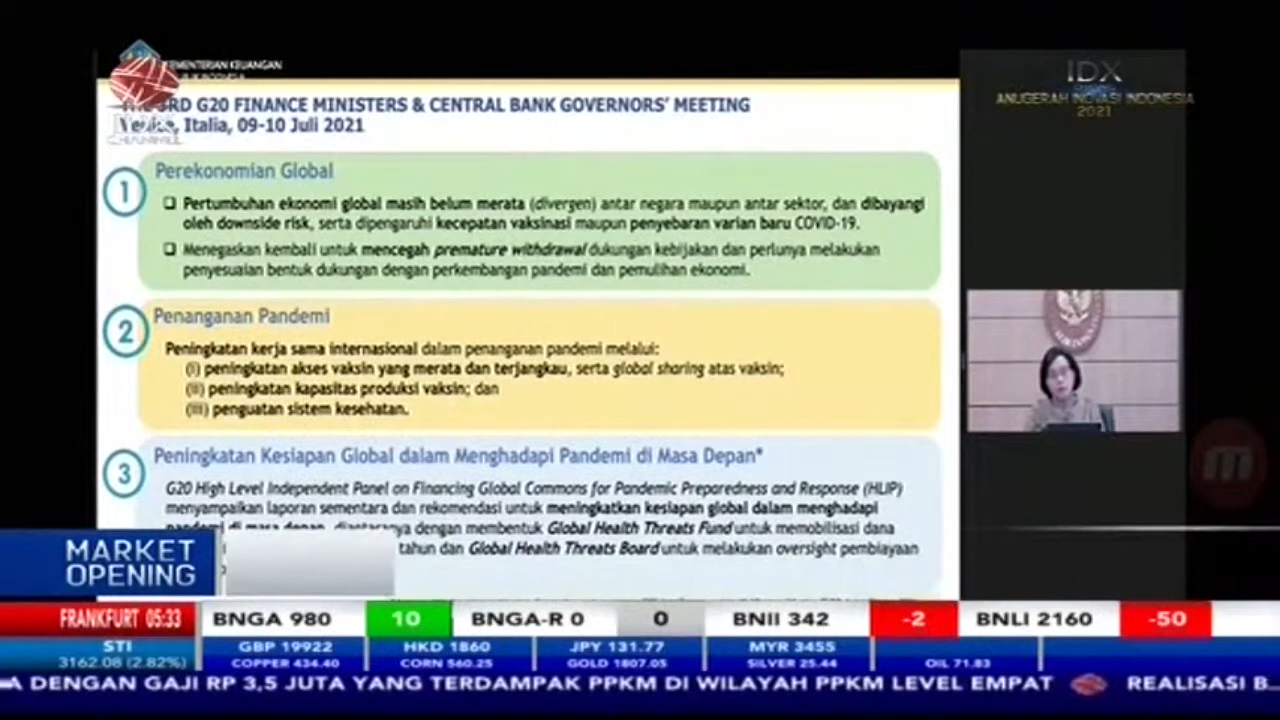 KEMENTERIAN KEUANGAN
IDX
ANUGERAH INOVASI INDONESIA
2021
3RD G20 FINANCE MINISTERS & CENTRAL BANK GOVERNORS' MEETING
Italia, 09-10 Juli 2021
1
Perekonomian Global
❑ Pertumbuhan ekonomi global masih belum merata (divergen) antar negara maupun antar sektor, dan dibayangi
oleh downside risk, serta dipengaruhi kecepatan vaksinasi maupun penyebaran varian baru COVID-19.
❑ Menegaskan kembali untuk mencegah premature withdrawal dukungan kebijakan dan perlunya melakukan
penyesuaian bentuk dukungan dengan perkembangan pandemi dan pemulihan ekonomi.
2
Penanganan Pandemi
Peningkatan kerja sama internasional dalam penanganan pandemi melalui:
(i) peningkatan akses vaksin yang merata dan terjangkau, serta global sharing atas vaksin;
(ii) peningkatan kapasitas produksi vaksin; dan
(iii) penguatan sistem kesehatan.
3
Peningkatan Kesiapan Global dalam Menghadapi Pandemi di Masa Depan*
G20 High Level Independent Panel on Financing Global Commons for Pandemic Preparedness and Response (HLIP)
menyampaikan laporan sementara dan rekomendasi untuk meningkatkan kesiapan global dalam menghadapi
pandemi di masa depan, diantaranya dengan membentuk Global Health Threats Fund untuk memobilisasi dana
tahun dan Global Health Threats Board untuk melakukan oversight pembiayaan
MARKET
OPENING
FRANKFURT 05:33 BNGA 980 10 BNGA-R 0 0 BNII 342 -2 BNLI 2160 -50
STI GBP 19922 HKD 1860 JPY 131.77 MYR 3455
3162.08 (2.82%) COPPER 434.40 CORN 560.25 GOLD 1807.05 SILVER 25.44 OIL 71.83
A DENGAN GAJI RP 3,5 JUTA YANG TERDAMPAK PPKM DI WILAYAH PPKM LEVEL EMPAT REALISASI B...